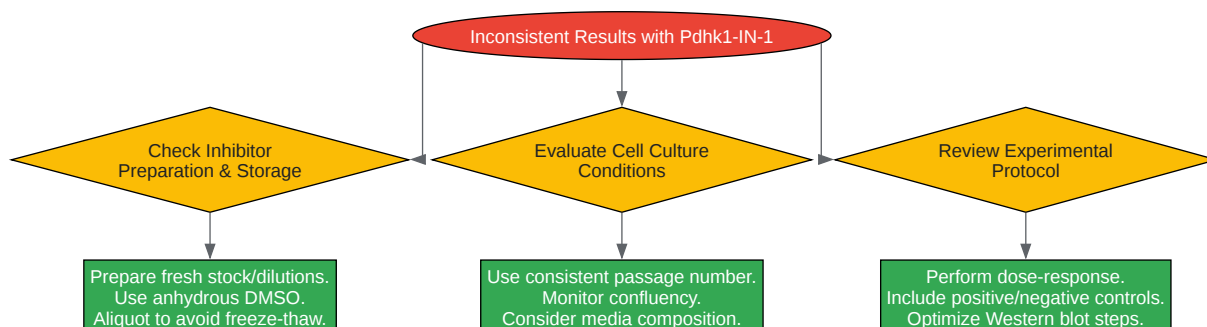 Inconsistent Results with Pdhk1-IN-1
Check Inhibitor
Preparation & Storage
Evaluate Cell Culture
Conditions
Review Experimental
Protocol
Prepare fresh stock/dilutions.
Use anhydrous DMSO.
Aliquot to avoid freeze-thaw.
Use consistent passage number.
Monitor confluency.
Consider media composition.
Perform dose-response.
Include positive/negative controls.
Optimize Western blot steps.